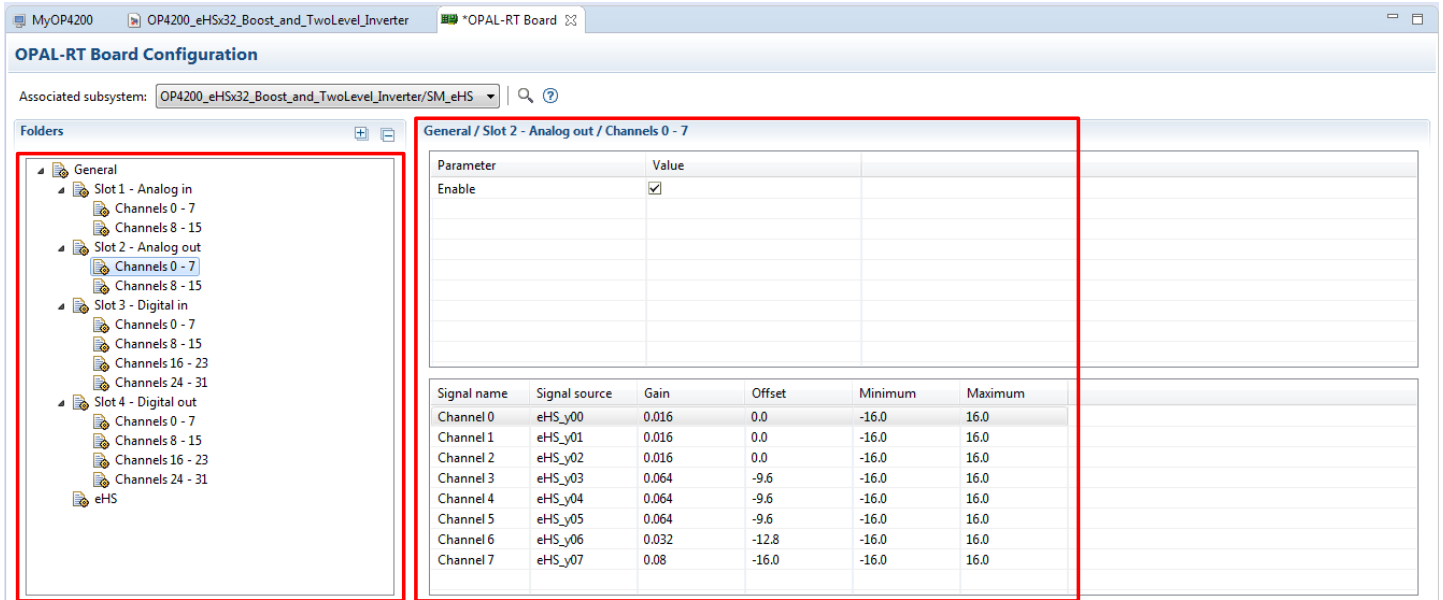 MyOP4200 OP4200_eHSx32_Boost_and_TwoLevel_Inverter *OPAL-RT Board
OPAL-RT Board Configuration
Associated subsystem: OP4200_eHSx32_Boost_and_TwoLevel_Inverter/SM_eHS
Folders
General
Slot 1 - Analog in
Channels 0 - 7
Channels 8 - 15
Slot 2 - Analog out
Channels 0 - 7
Channels 8 - 15
Slot 3 - Digital in
Channels 0 - 7
Channels 8 - 15
Channels 16 - 23
Channels 24 - 31
Slot 4 - Digital out
Channels 0 - 7
Channels 8 - 15
Channels 16 - 23
Channels 24 - 31
eHS
General / Slot 2 - Analog out / Channels 0 - 7
Parameter Value
Enable
Signal name Signal source Gain Offset Minimum Maximum
Channel 0 eHS_y00 0.016 0.0 -16.0 16.0
Channel 1 eHS_y01 0.016 0.0 -16.0 16.0
Channel 2 eHS_y02 0.016 0.0 -16.0 16.0
Channel 3 eHS_y03 0.064 -9.6 -16.0 16.0
Channel 4 eHS_y04 0.064 -9.6 -16.0 16.0
Channel 5 eHS_y05 0.064 -9.6 -16.0 16.0
Channel 6 eHS_y06 0.032 -12.8 -16.0 16.0
Channel 7 eHS_y07 0.08 -16.0 -16.0 16.0